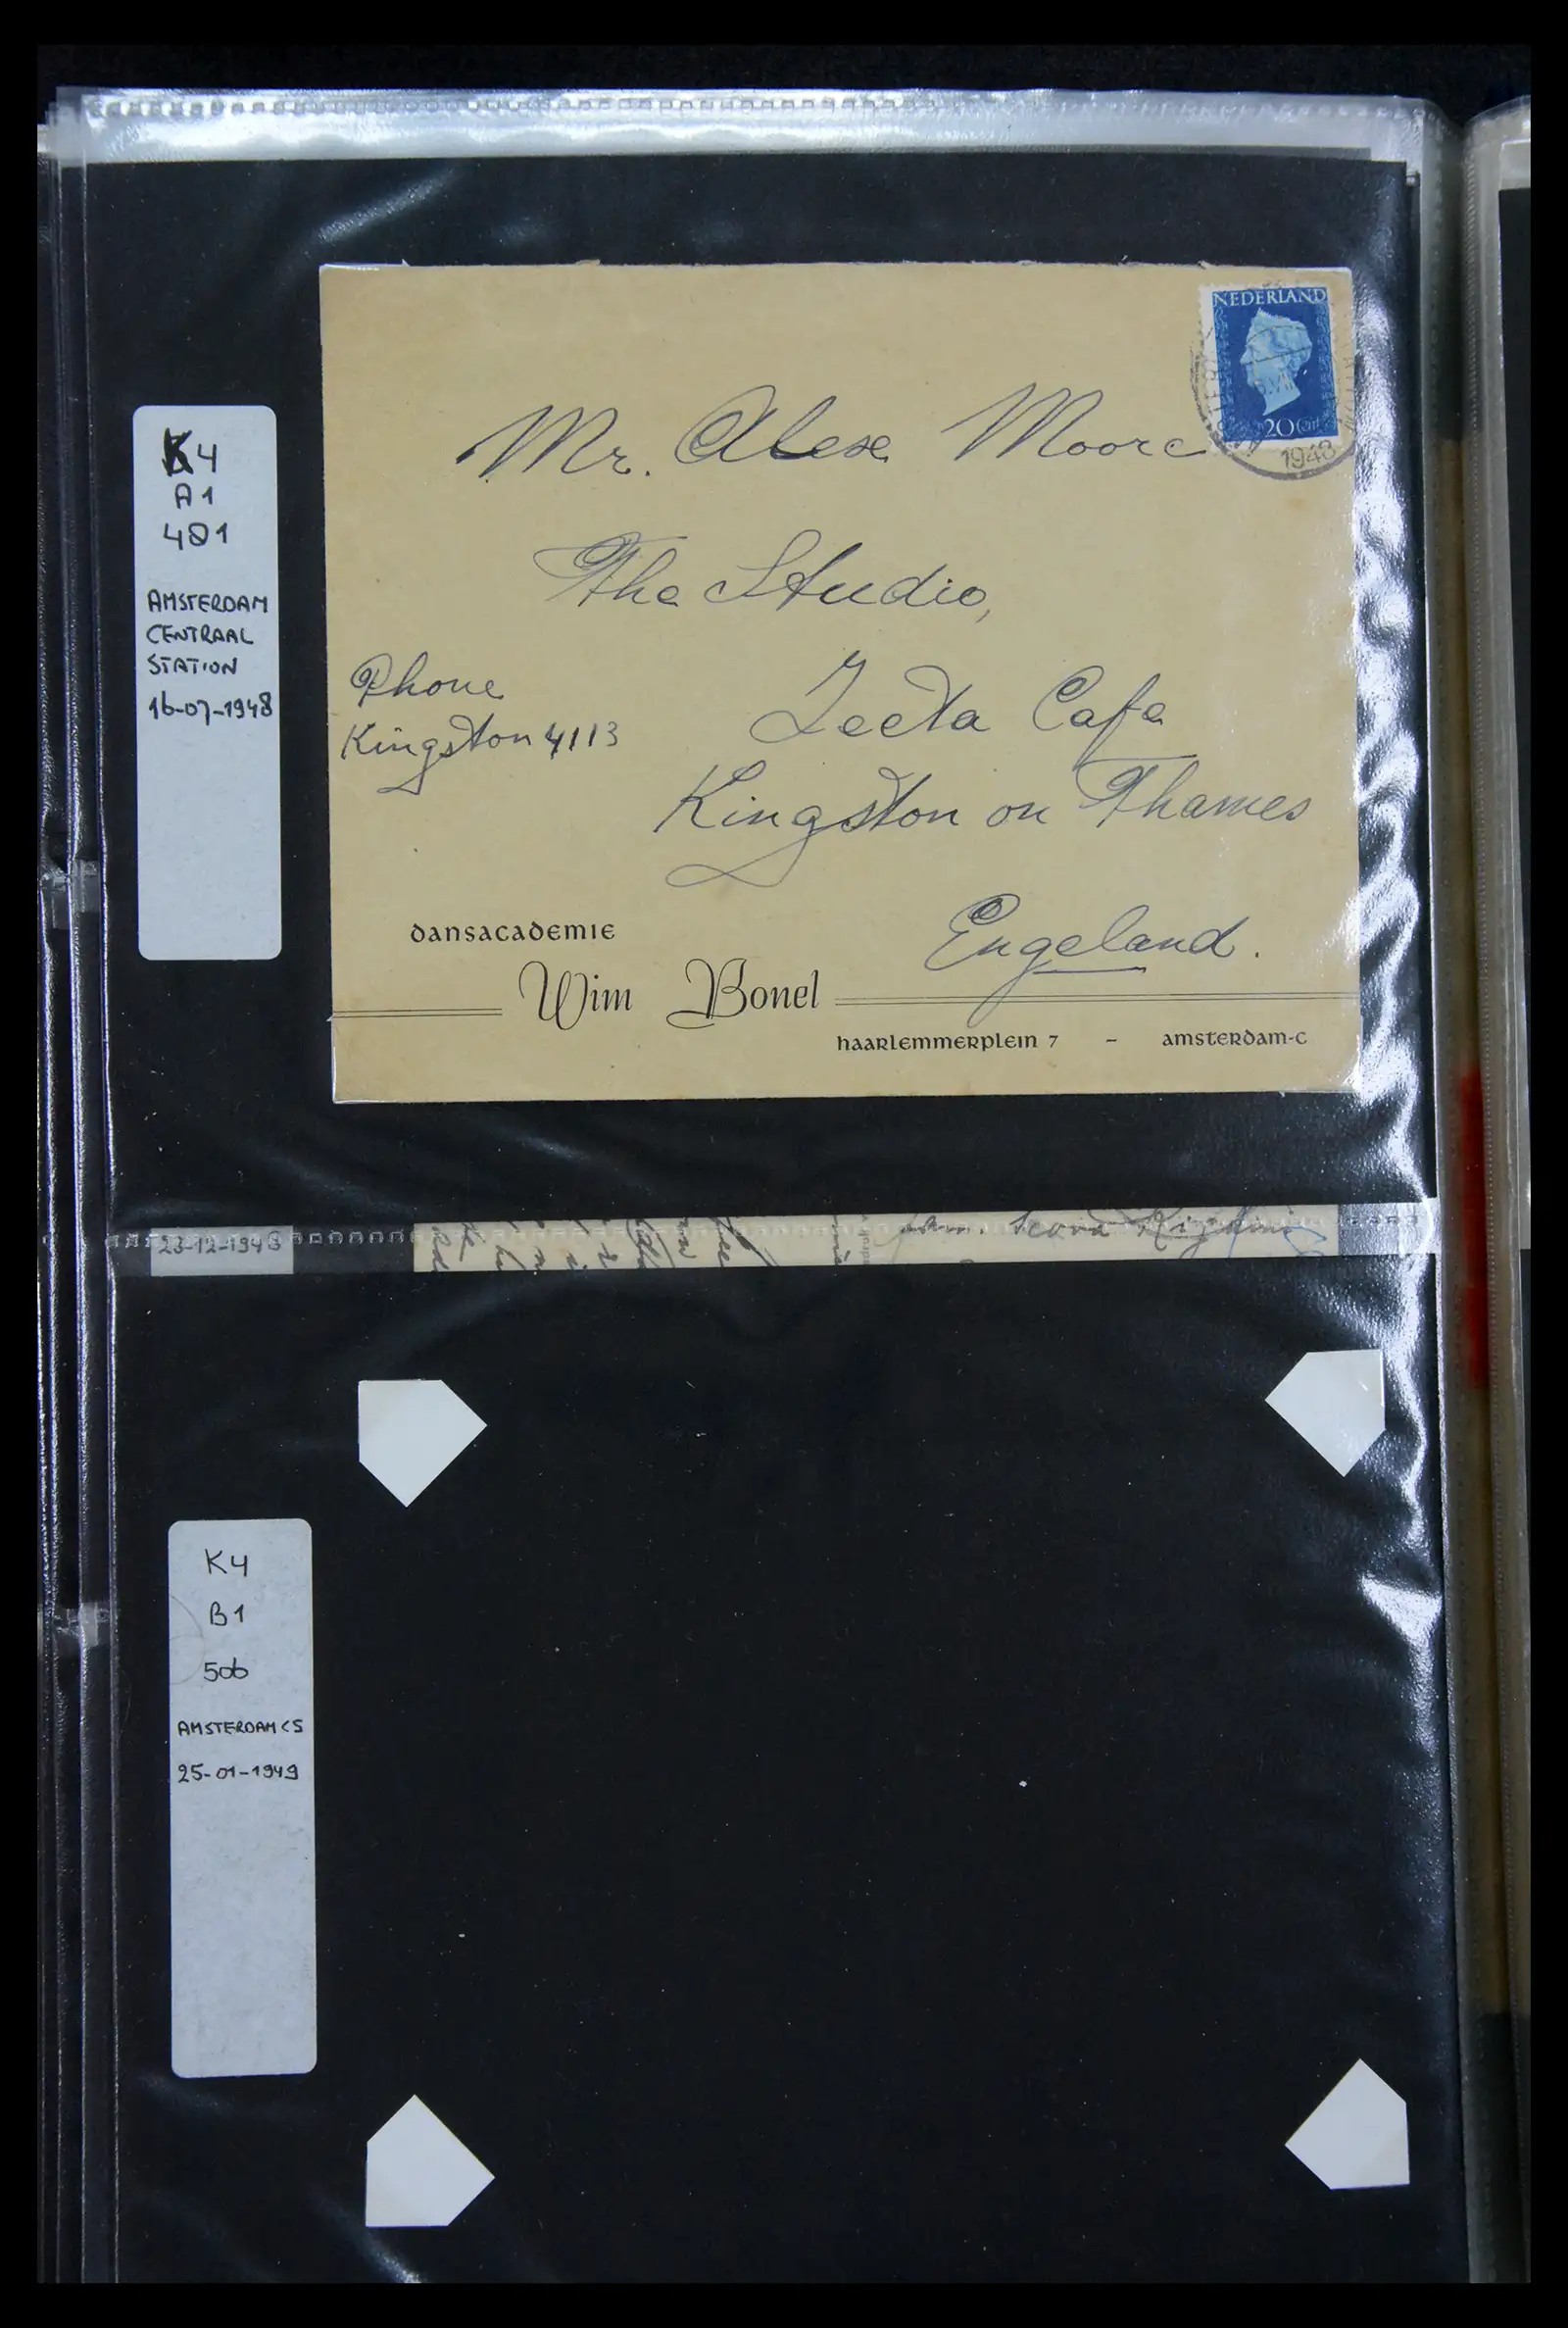 K4
A1
401
AMSTERDAM
CENTRAAL
STATION
16-07-1948
NEDERLAND
20
1948
Mr. Alex Moore
The Studio,
Zeeta Cafe
Kingston on Thames
Engeland.
Phone
Kingston 4113
dansacademie
Wim Bonel
haarlemmerplein 7 - amsterdam-c
23-12-1948
K4
B1
506
AMSTERDAM CS
25-01-1949